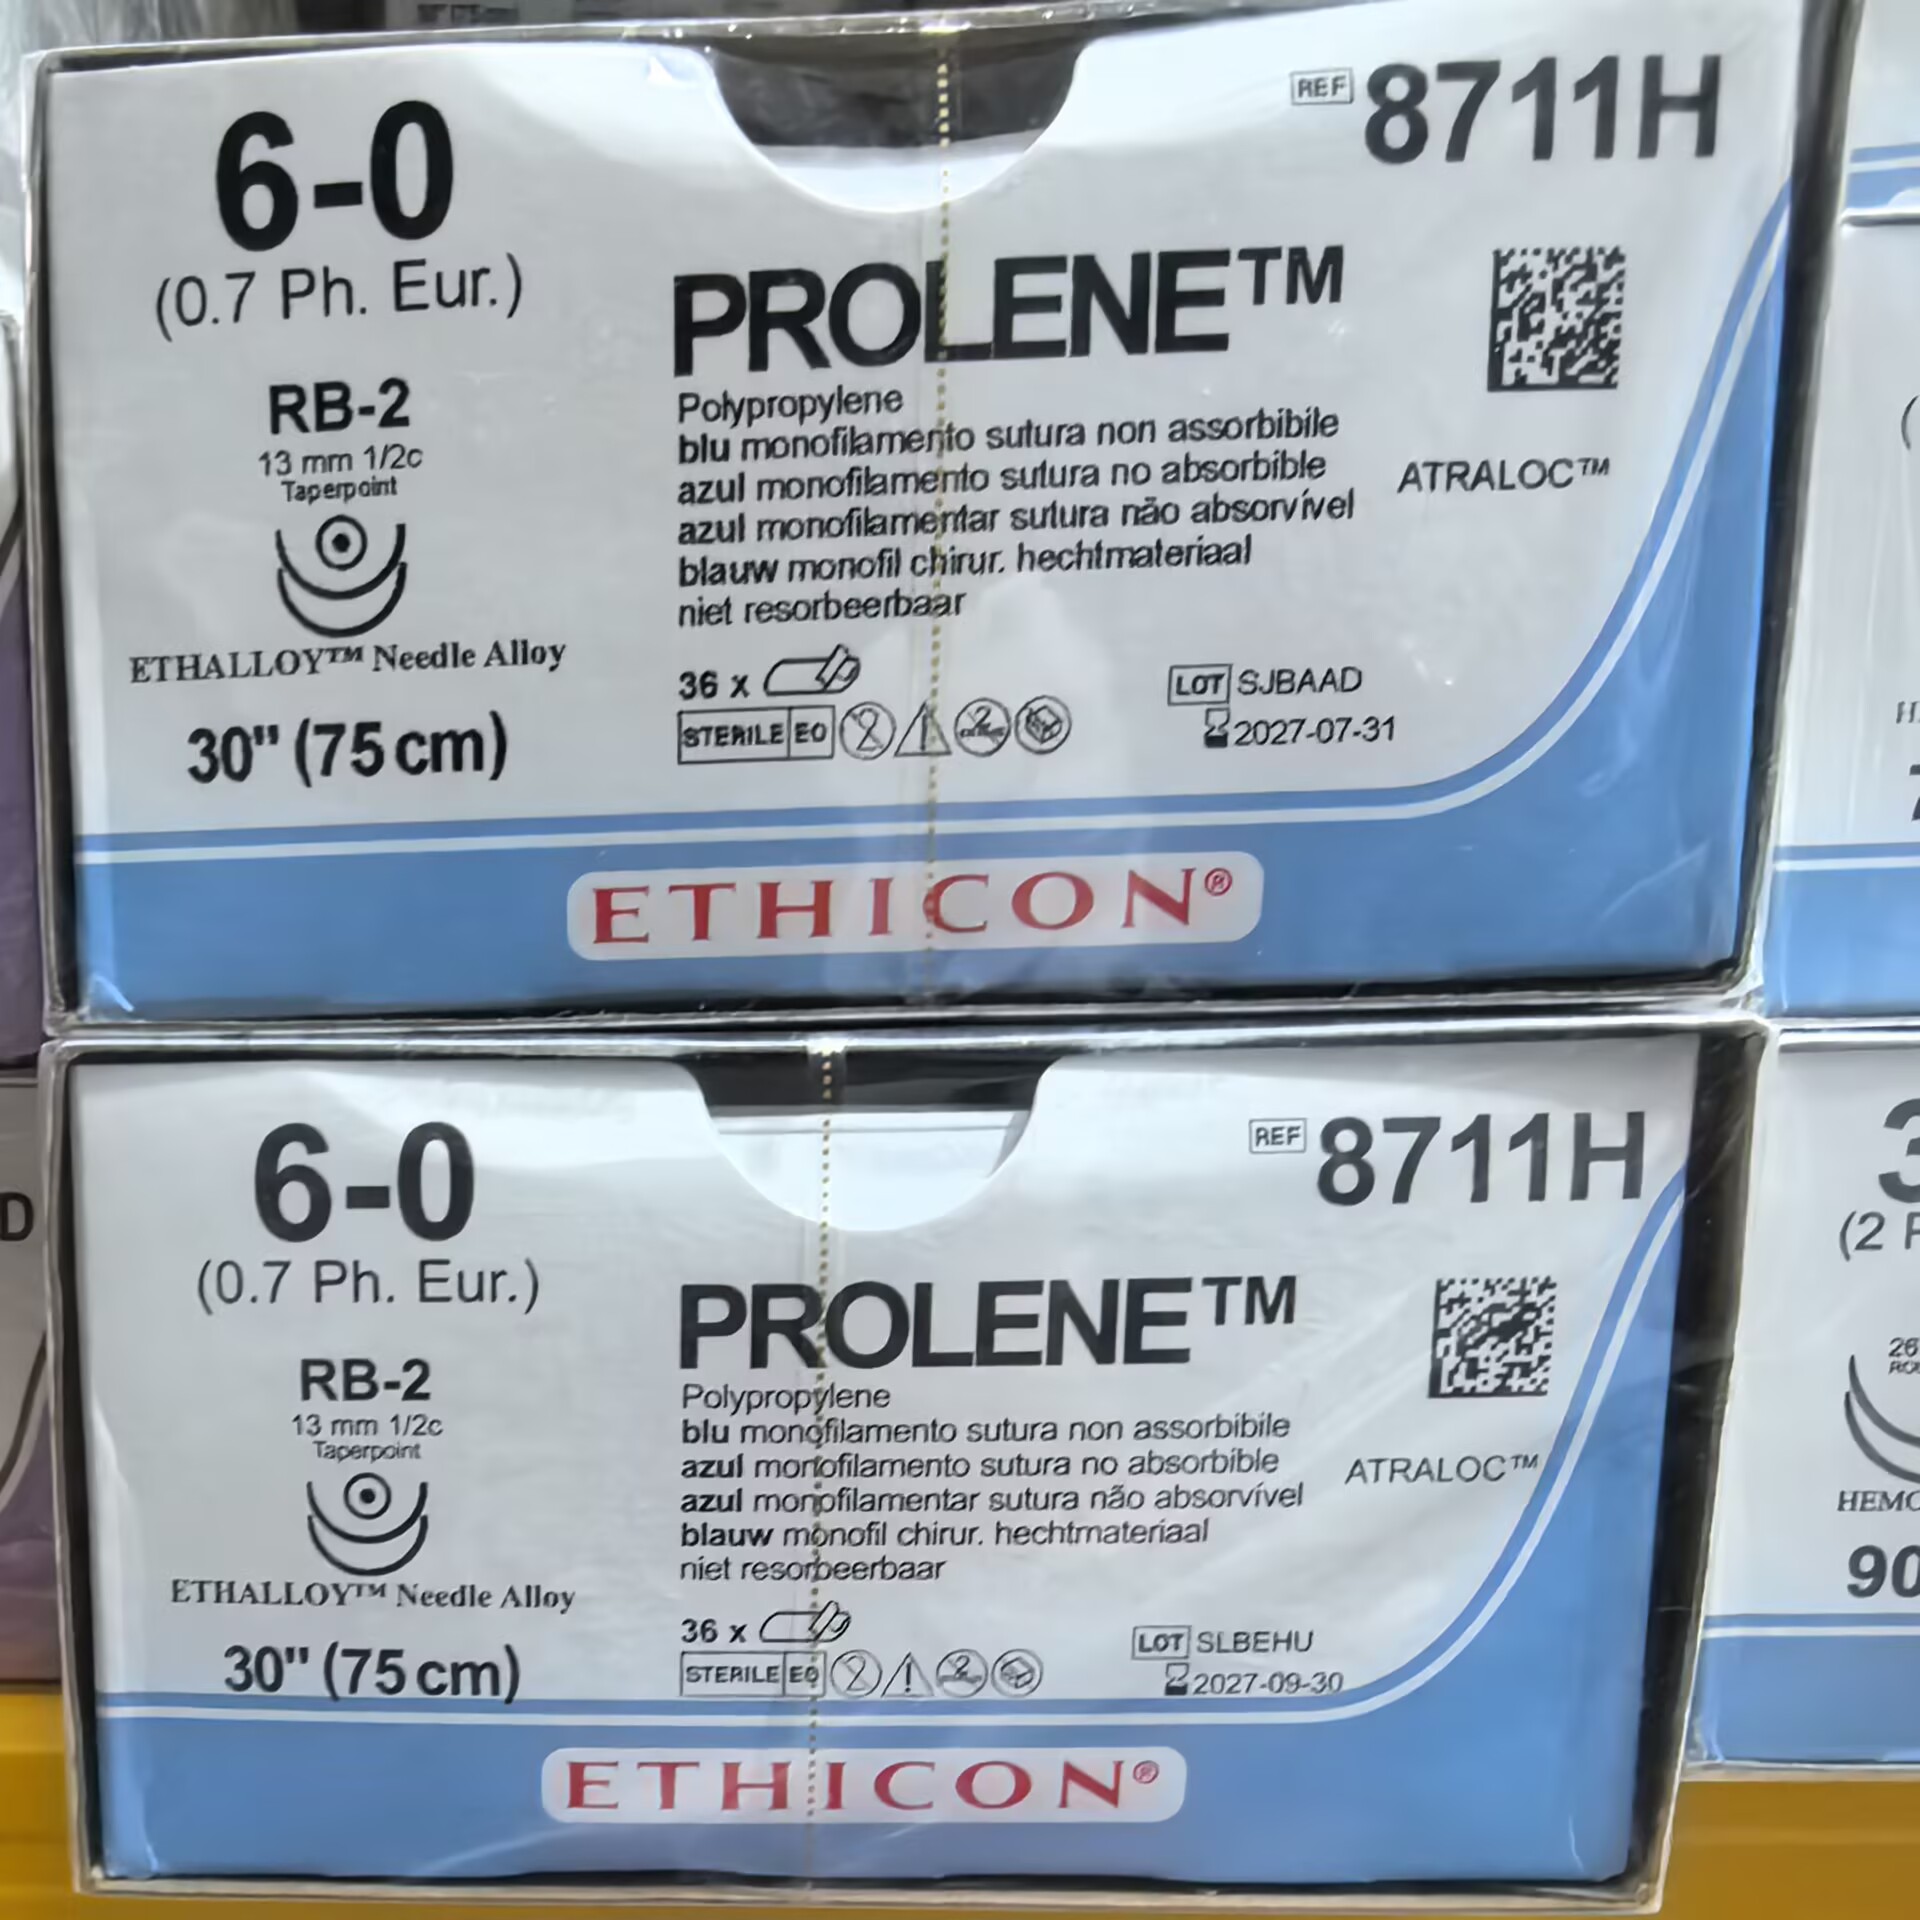 6-0
(0.7 Ph. Eur.)
RB-2
13 mm 1/2c
Taperpoint
ETHALLOY™ Needle Alloy
30" (75 cm)
REF 8711H
PROLENE™
Polypropylene
blu monofilamento sutura non assorbibile
azul monofilamento sutura no absorbible
azul monofilamentar sutura não absorvível
blauw monofil chirur. hechtmateriaal
niet resorbeerbaar
ATRALOC™
36 x
STERILE EO
LOT SJBAAD
2027-07-31
ETHICON®
6-0
(0.7 Ph. Eur.)
RB-2
13 mm 1/2c
Taperpoint
ETHALLOY™ Needle Alloy
30" (75 cm)
REF 8711H
PROLENE™
Polypropylene
blu monofilamento sutura non assorbibile
azul monofilamento sutura no absorbible
azul monofilamentar sutura não absorvível
blauw monofil chirur. hechtmateriaal
niet resorbeerbaar
ATRALOC™
36 x
STERILE EO
LOT SLBEHU
2027-09-30
ETHICON®
D
(2
26
HEMO
90